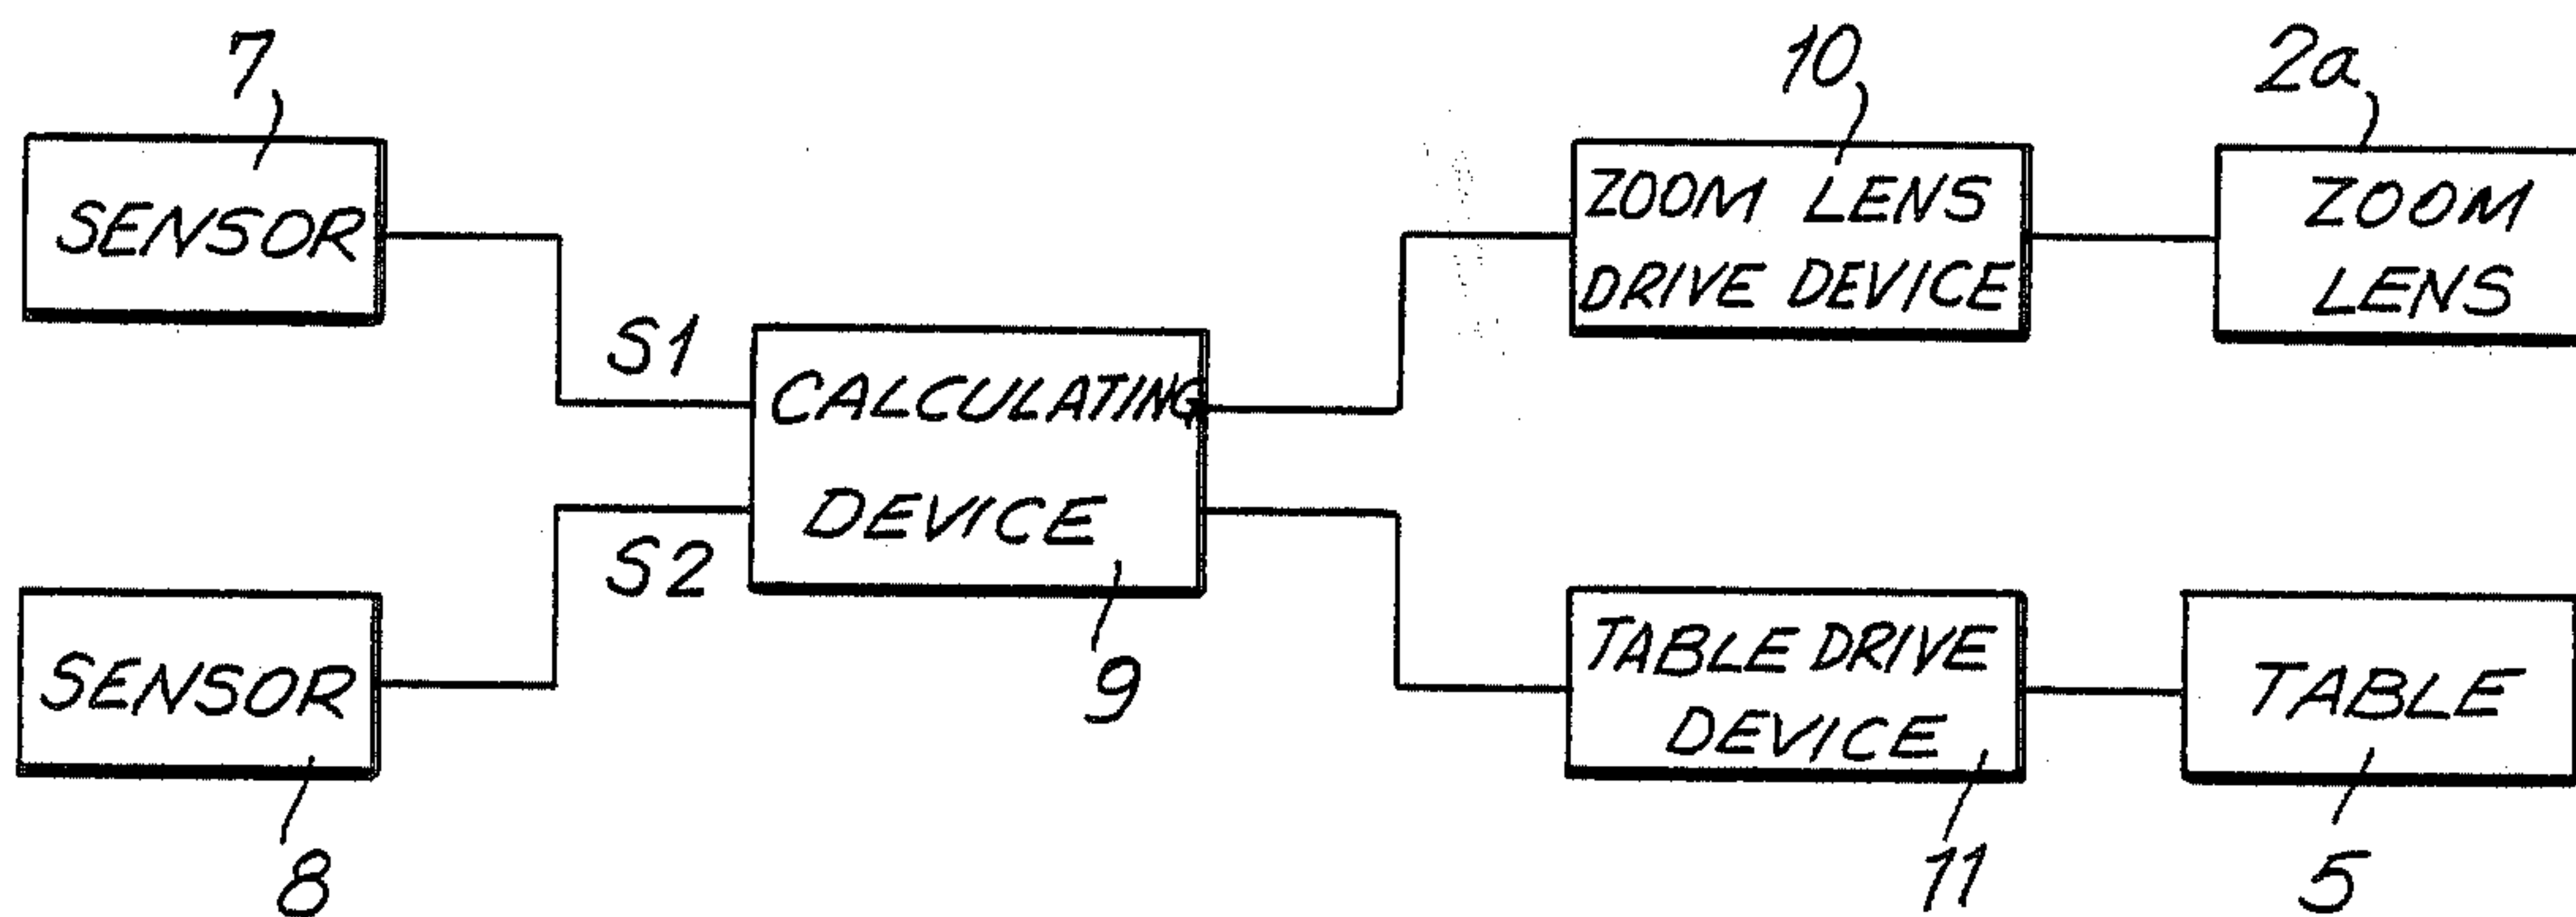 7
10
2a
SENSOR
ZOOM LENS
DRIVE DEVICE
ZOOM
LENS
S1
CALCULATING
DEVICE
S2
9
SENSOR
8
TABLE DRIVE
DEVICE
11
TABLE
5